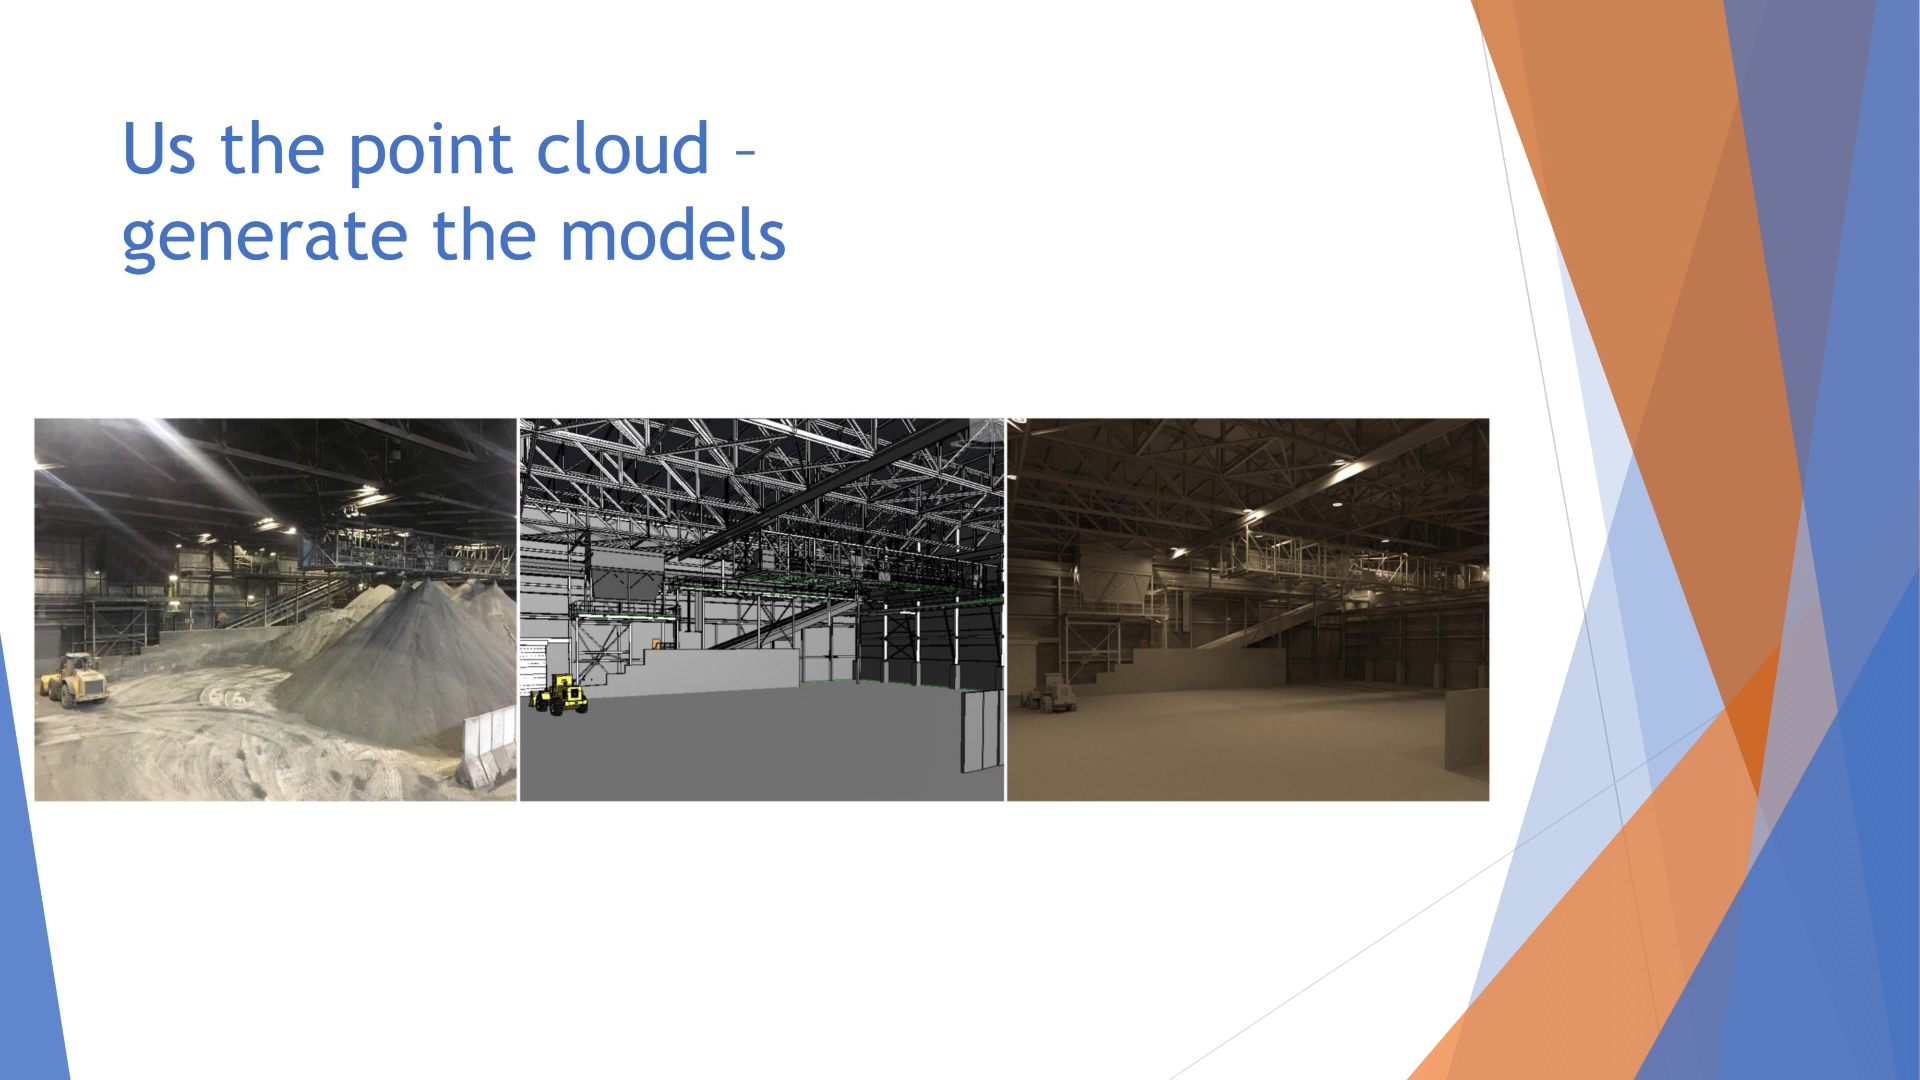 Us the point cloud –
generate the models